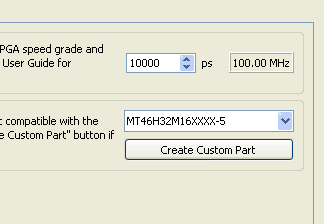 PGA speed grade and
User Guide for
10000 ps 100.00 MHz
t compatible with the
e Custom Part" button if
MT46H32M16XXXX-5
Create Custom Part